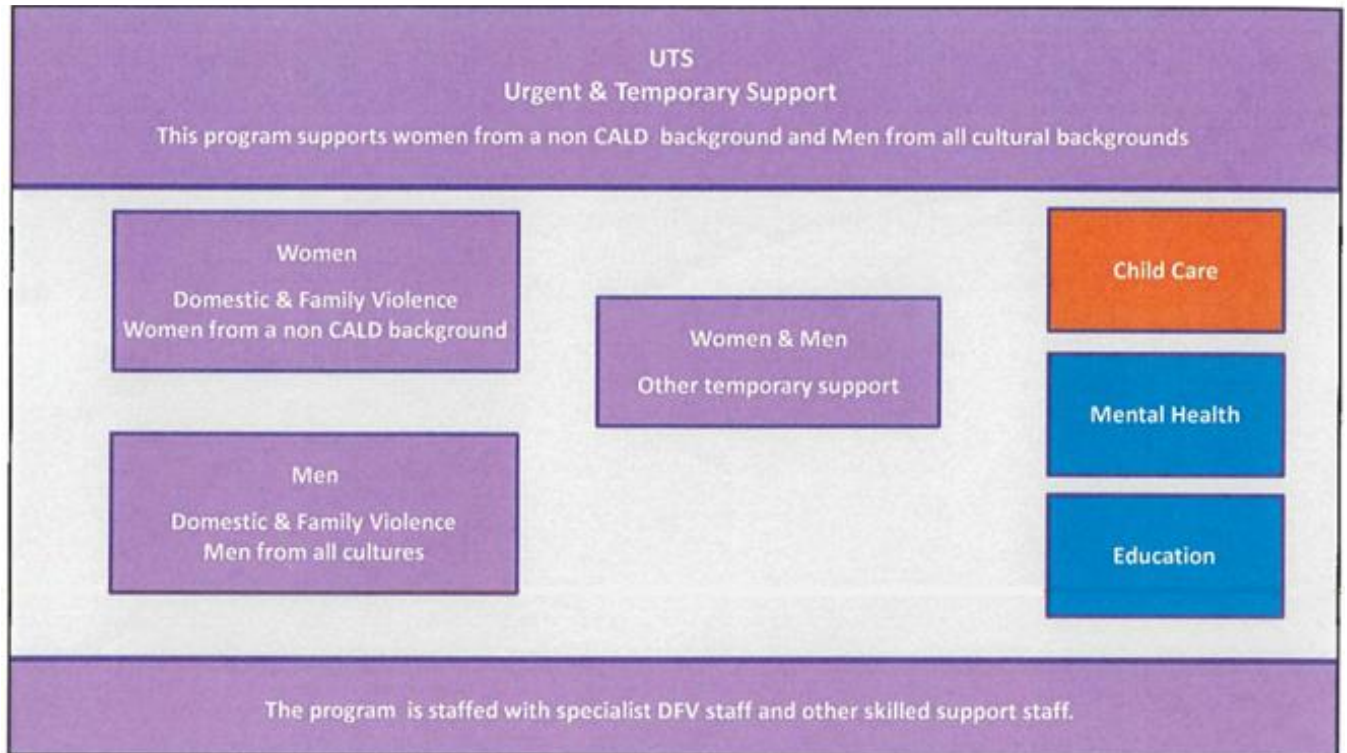 UTS
Urgent & Temporary Support
This program supports women from a non CALD background and Men from all cultural backgrounds
Women
Domestic & Family Violence
Women from a non CALD background
Men
Domestic & Family Violence
Men from all cultures
Women & Men
Other temporary support
Child Care
Mental Health
Education
The program is staffed with specialist DFV staff and other skilled support staff.